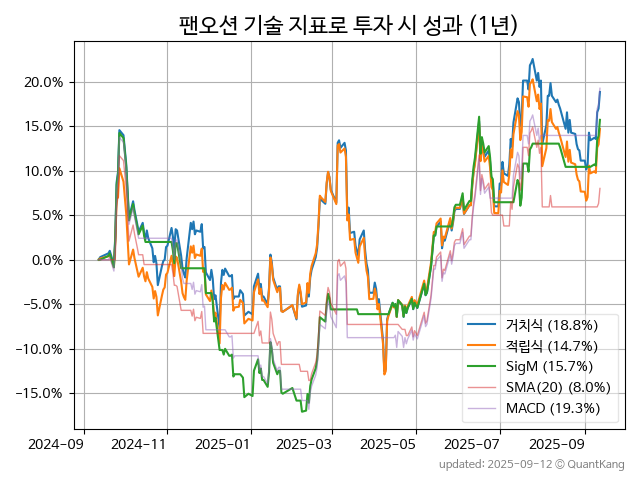 팬오션 기술 지표로 투자 시 성과 (1년)
20.0%
15.0%
10.0%
5.0%
0.0%
−5.0%
−10.0%
−15.0%
거치식 (18.8%)
적립식 (14.7%)
SigM (15.7%)
SMA(20) (8.0%)
MACD (19.3%)
2024-09 2024-11 2025-01 2025-03 2025-05 2025-07 2025-09
updated: 2025-09-12 © QuantKang